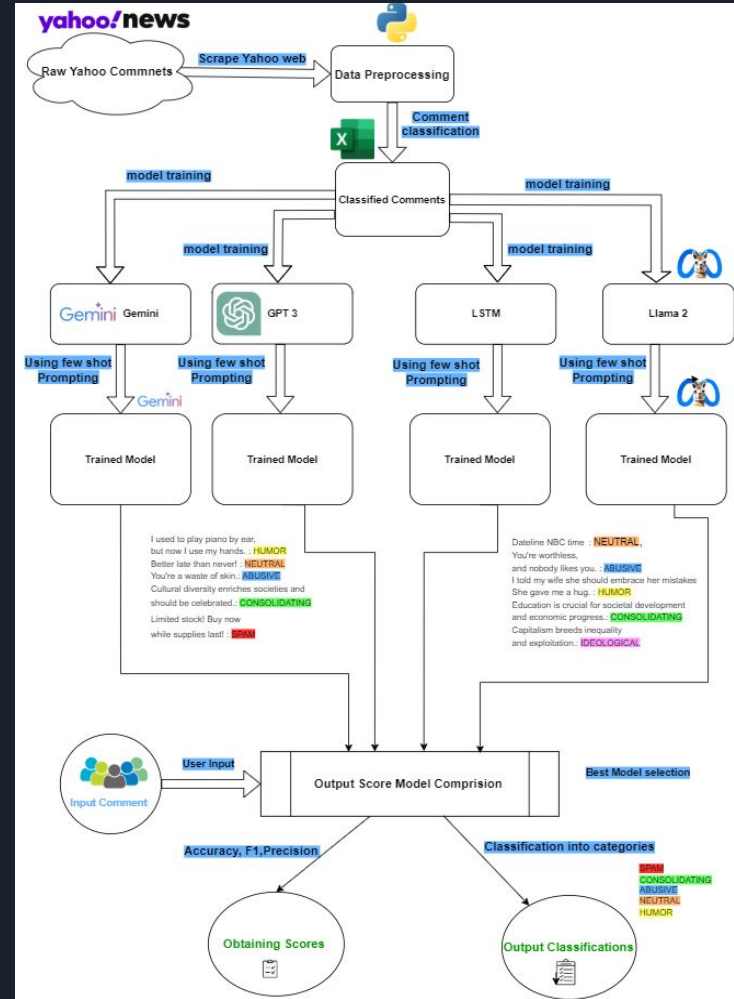 yahoo!news
Raw Yahoo Commnets
Scrape Yahoo web
Data Preprocessing
Comment
classification
X
Classified Comments
model training
model training
model training
model training
Gemini Gemini
GPT 3
LSTM
Llama 2
Using few shot
Prompting
Using few shot
Prompting
Using few shot
Prompting
Using few shot
Prompting
Gemini
Trained Model
Trained Model
Trained Model
Trained Model
I used to play piano by ear,
but now I use my hands. : HUMOR
Better late than never! : NEUTRAL
You're a waste of skin.: ABUSIVE
Cultural diversity enriches societies and
should be celebrated.: CONSOLIDATING
Limited stock! Buy now
while supplies last! : SPAM
Dateline NBC time : NEUTRAL,
You're worthless,
and nobody likes you. : ABUSIVE
I told my wife she should embrace her mistakes
She gave me a hug. : HUMOR
Education is crucial for societal development
and economic progress.: CONSOLIDATING
Capitalism breeds inequality
and exploitation.: IDEOLOGICAL
Input Comment
User Input
Output Score Model Comprision
Best Model selection
Accuracy, F1,Precision
Classification into categories
SPAM
CONSOLIDATING
ABUSIVE
NEUTRAL
HUMOR
Obtaining Scores
Output Classifications